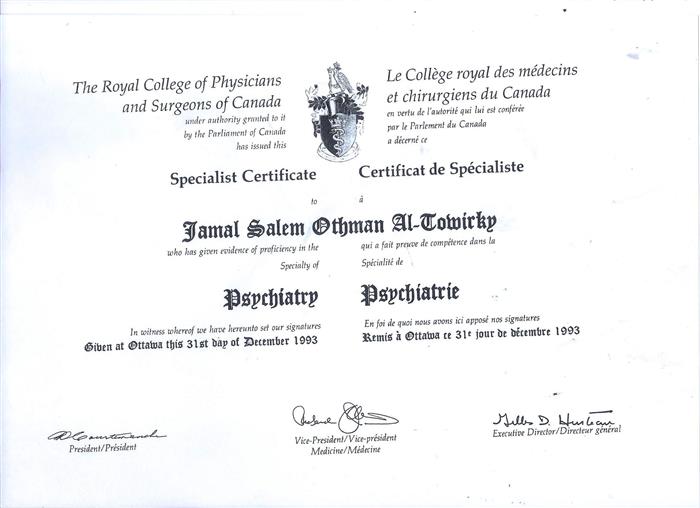 The Royal College of Physicians
and Surgeons of Canada
under authority granted to it
by the Parliament of Canada
has issued this
Le Collège royal des médecins
et chirurgiens du Canada
en vertu de l'autorité qui lui est conférée
par le Parlement du Canada
a décerné ce
Specialist Certificate
Certificat de Spécialiste
to
à
Jamal Salem Othman Al-Towirky
who has given evidence of proficiency in the
Specialty of
qui a fait preuve de compétence dans la
Spécialité de
Psychiatry
Psychiatrie
In witness whereof we have hereunto set our signatures
Given at Ottawa this 31st day of December 1993
En foi de quoi nous avons ici apposé nos signatures
Remis à Ottawa ce 31e jour de décembre 1993
President/Président
Vice-President/Vice-président
Medicine/Médecine
Gilles D. Hurteau
Executive Director/Directeur général